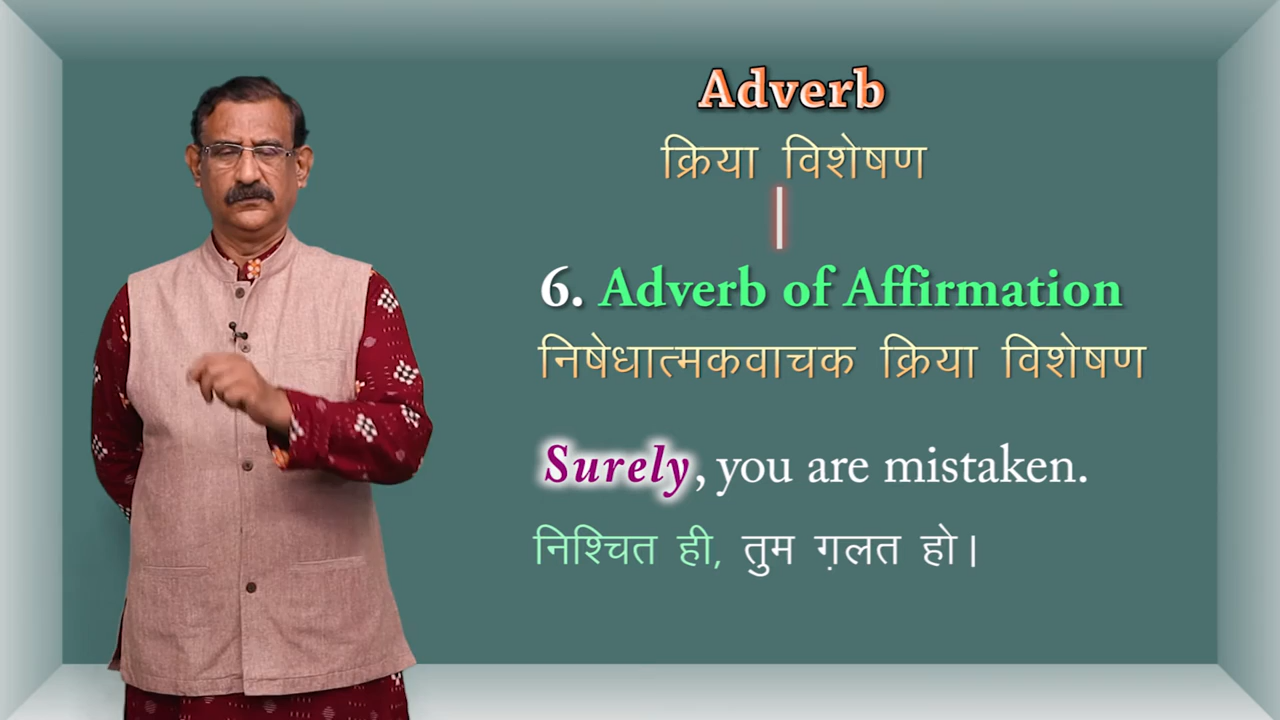 Adverb
क्रिया विशेषण
6. Adverb of Affirmation
निषेधात्मकवाचक क्रिया विशेषण
Surely, you are mistaken.
निश्चित ही, तुम ग़लत हो।